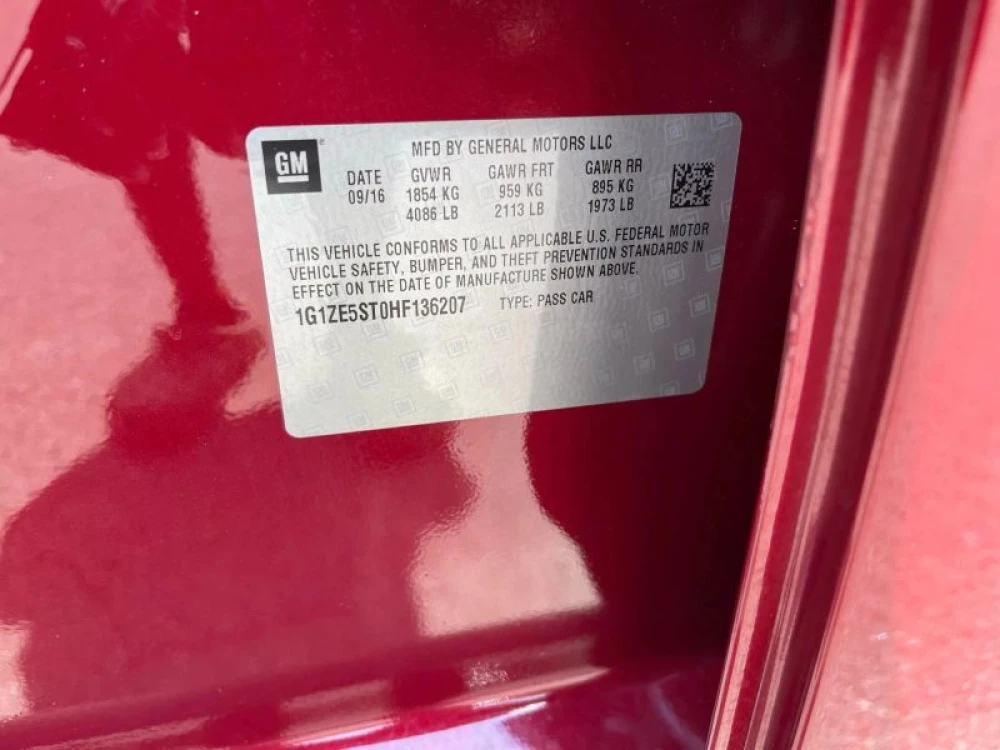 GM
MFD BY GENERAL MOTORS LLC
DATE GVWR GAWR FRT GAWR RR
09/16 1854 KG 959 KG 895 KG
4086 LB 2113 LB 1973 LB
THIS VEHICLE CONFORMS TO ALL APPLICABLE U.S. FEDERAL MOTOR
VEHICLE SAFETY, BUMPER, AND THEFT PREVENTION STANDARDS IN
EFFECT ON THE DATE OF MANUFACTURE SHOWN ABOVE.
1G1ZE5ST0HF136207 TYPE: PASS CAR